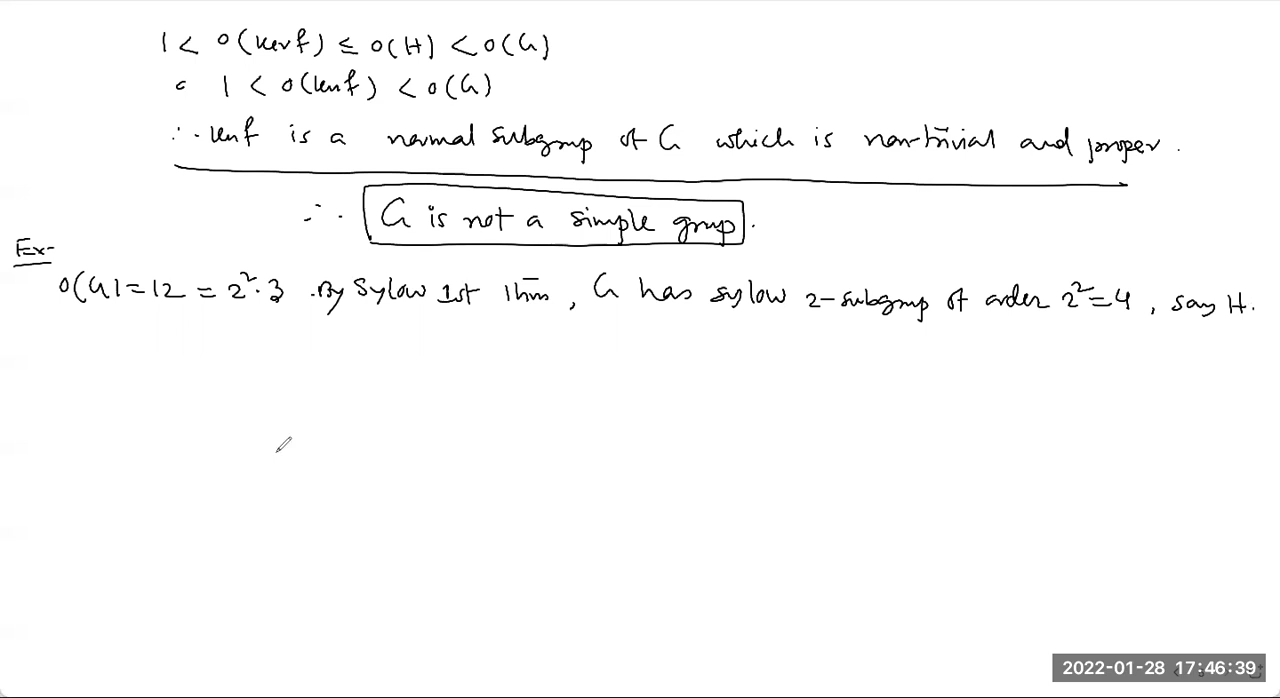 1 < o(kerf) ≤ o(H) < o(G)
1 < o(kerf) < o(G)
∴ kerf is a normal subgroup of G which is non-trivial and proper.
∴ G is not a simple group.
Ex-
o(G) = 12 = 2².3 . By Sylow 1st thm, G has sylow 2-subgroup of order 2²=4, say H.
2022-01-28 17:46:39